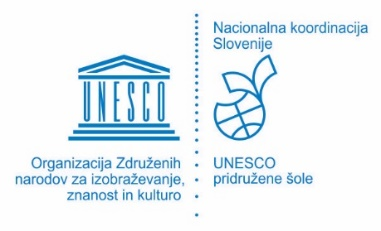 UNESCO
Organizacija Združenih
narodov za izobraževanje,
znanost in kulturo
Nacionalna koordinacija
Slovenije
UNESCO
pridružene šole